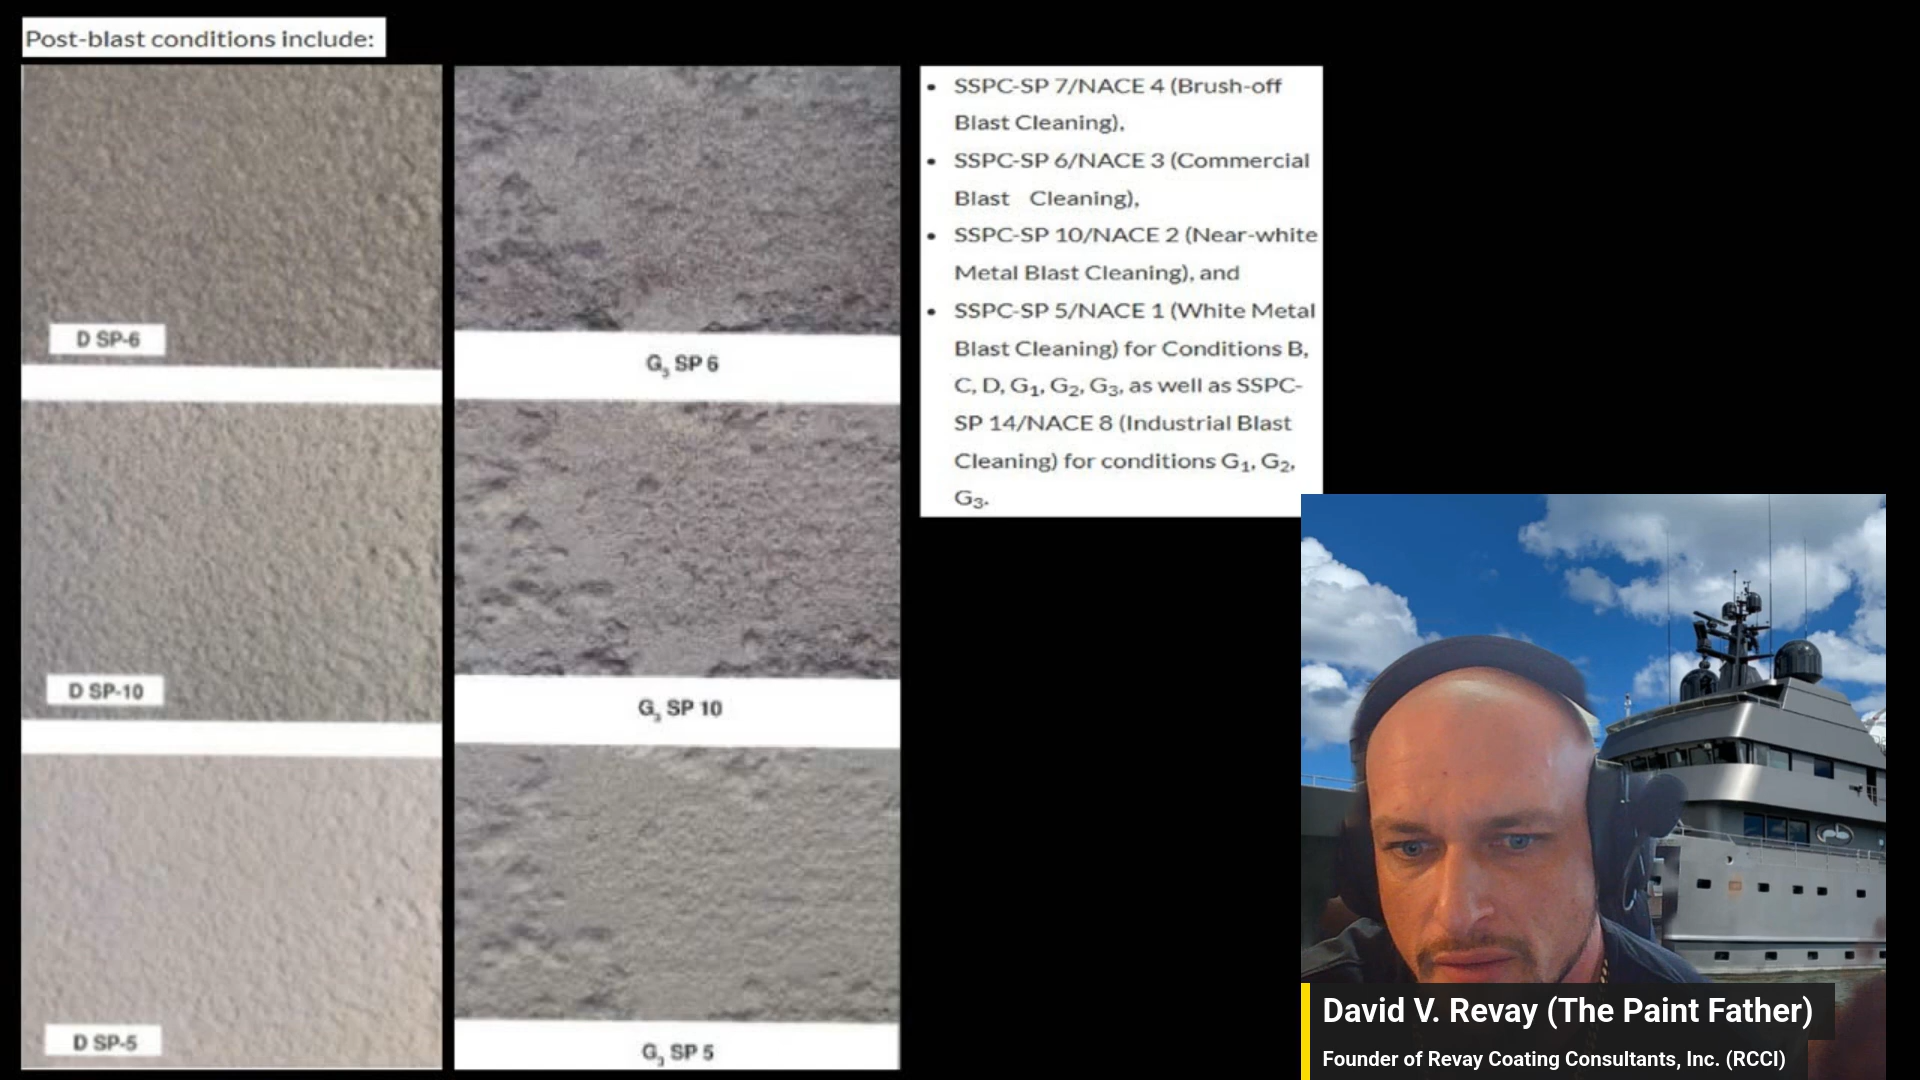 Post-blast conditions include:
D SP-6
D SP-10
D SP-5
G3 SP 6
G3 SP 10
G3 SP 5
• SSPC-SP 7/NACE 4 (Brush-off
Blast Cleaning),
• SSPC-SP 6/NACE 3 (Commercial
Blast Cleaning),
• SSPC-SP 10/NACE 2 (Near-white
Metal Blast Cleaning), and
• SSPC-SP 5/NACE 1 (White Metal
Blast Cleaning) for Conditions B,
C, D, G1, G2, G3, as well as SSPC-
SP 14/NACE 8 (Industrial Blast
Cleaning) for conditions G1, G2,
G3.
David V. Revay (The Paint Father)
Founder of Revay Coating Consultants, Inc. (RCCI)